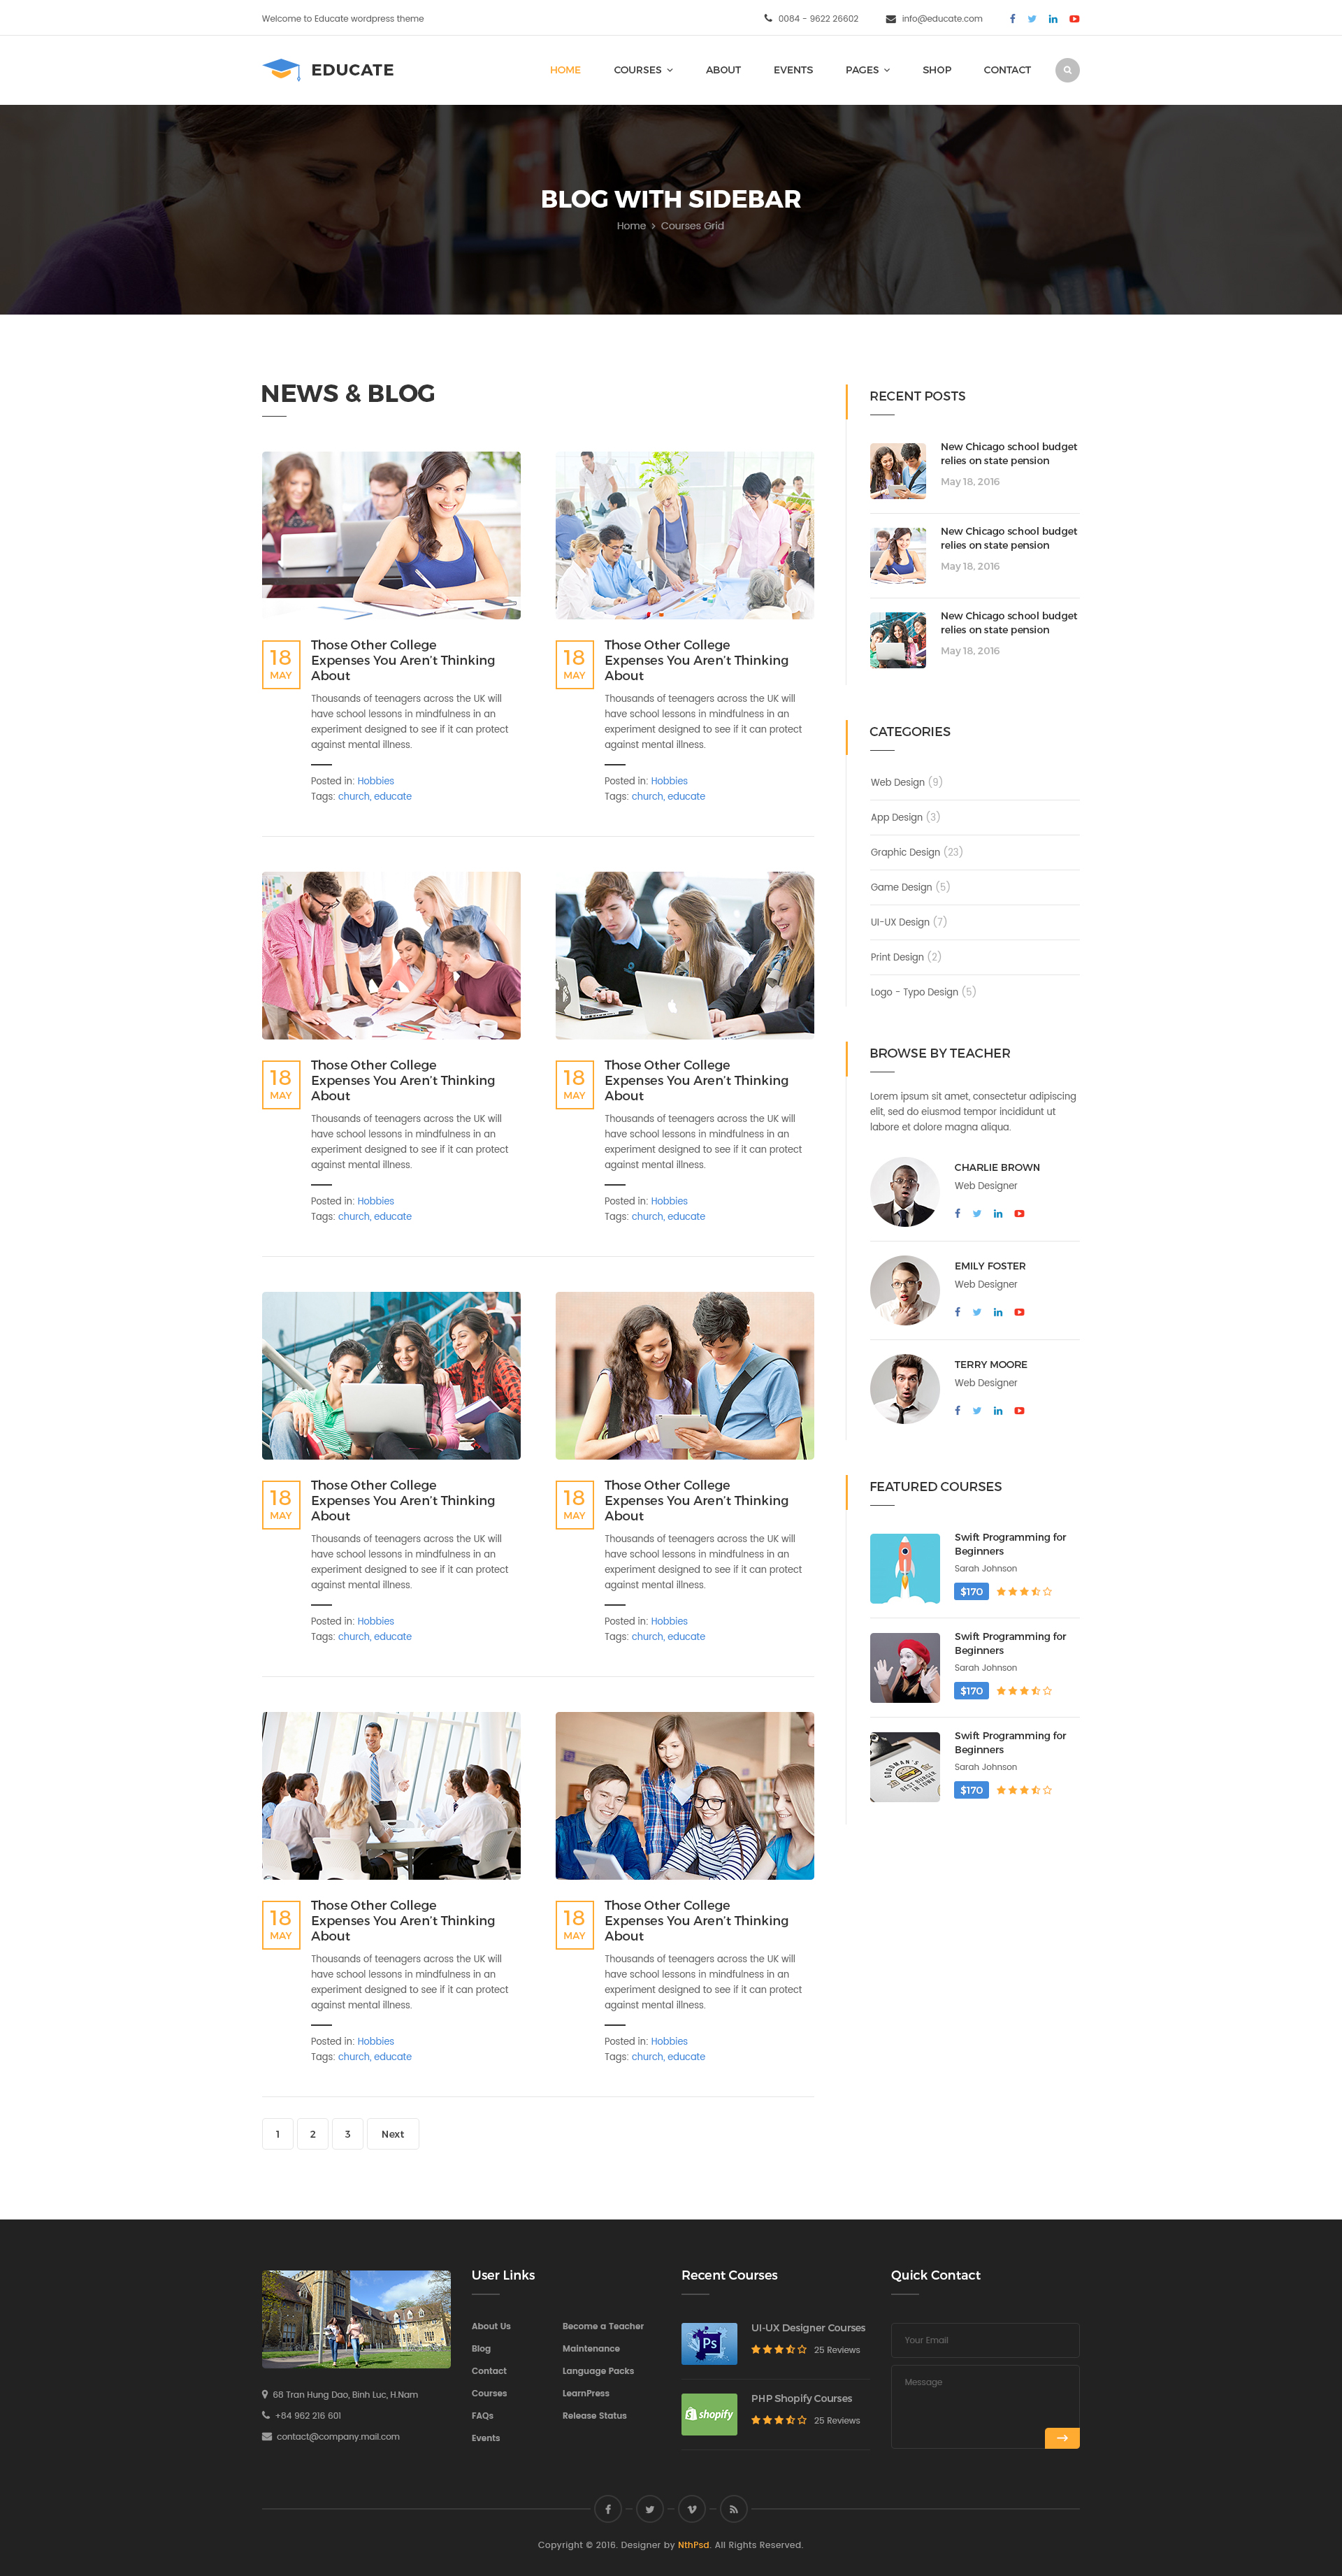 Welcome to Educate wordpress theme
0084 - 9622 26602
info@educate.com
EDUCATE
HOME
COURSES
ABOUT
EVENTS
PAGES
SHOP
CONTACT
BLOG WITH SIDEBAR
Home > Courses Grid
NEWS & BLOG
18
MAY
Those Other College
Expenses You Aren't Thinking
About
Thousands of teenagers across the UK will
have school lessons in mindfulness in an
experiment designed to see if it can protect
against mental illness.
Posted in: Hobbies
Tags: church, educate
18
MAY
Those Other College
Expenses You Aren't Thinking
About
Thousands of teenagers across the UK will
have school lessons in mindfulness in an
experiment designed to see if it can protect
against mental illness.
Posted in: Hobbies
Tags: church, educate
18
MAY
Those Other College
Expenses You Aren't Thinking
About
Thousands of teenagers across the UK will
have school lessons in mindfulness in an
experiment designed to see if it can protect
against mental illness.
Posted in: Hobbies
Tags: church, educate
18
MAY
Those Other College
Expenses You Aren't Thinking
About
Thousands of teenagers across the UK will
have school lessons in mindfulness in an
experiment designed to see if it can protect
against mental illness.
Posted in: Hobbies
Tags: church, educate
18
MAY
Those Other College
Expenses You Aren't Thinking
About
Thousands of teenagers across the UK will
have school lessons in mindfulness in an
experiment designed to see if it can protect
against mental illness.
Posted in: Hobbies
Tags: church, educate
18
MAY
Those Other College
Expenses You Aren't Thinking
About
Thousands of teenagers across the UK will
have school lessons in mindfulness in an
experiment designed to see if it can protect
against mental illness.
Posted in: Hobbies
Tags: church, educate
18
MAY
Those Other College
Expenses You Aren't Thinking
About
Thousands of teenagers across the UK will
have school lessons in mindfulness in an
experiment designed to see if it can protect
against mental illness.
Posted in: Hobbies
Tags: church, educate
18
MAY
Those Other College
Expenses You Aren't Thinking
About
Thousands of teenagers across the UK will
have school lessons in mindfulness in an
experiment designed to see if it can protect
against mental illness.
Posted in: Hobbies
Tags: church, educate
1
2
3
Next
RECENT POSTS
New Chicago school budget
relies on state pension
May 18, 2016
New Chicago school budget
relies on state pension
May 18, 2016
New Chicago school budget
relies on state pension
May 18, 2016
CATEGORIES
Web Design (9)
App Design (3)
Graphic Design (23)
Game Design (5)
UI-UX Design (7)
Print Design (2)
Logo - Typo Design (5)
BROWSE BY TEACHER
Lorem ipsum sit amet, consectetur adipiscing
elit, sed do eiusmod tempor incididunt ut
labore et dolore magna aliqua.
CHARLIE BROWN
Web Designer
EMILY FOSTER
Web Designer
TERRY MOORE
Web Designer
FEATURED COURSES
Swift Programming for
Beginners
Sarah Johnson
$170
Swift Programming for
Beginners
Sarah Johnson
$170
GOODMAN'S
BEST BURGER
IN TOWN
Swift Programming for
Beginners
Sarah Johnson
$170
68 Tran Hung Dao, Binh Luc, H.Nam
+84 962 216 601
contact@company.mail.com
User Links
About Us
Blog
Contact
Courses
FAQs
Events
Become a Teacher
Maintenance
Language Packs
LearnPress
Release Status
Recent Courses
Ps
UI-UX Designer Courses
25 Reviews
shopify
PHP Shopify Courses
25 Reviews
Quick Contact
Your Email
Message
Copyright © 2016. Designer by NthPsd. All Rights Reserved.